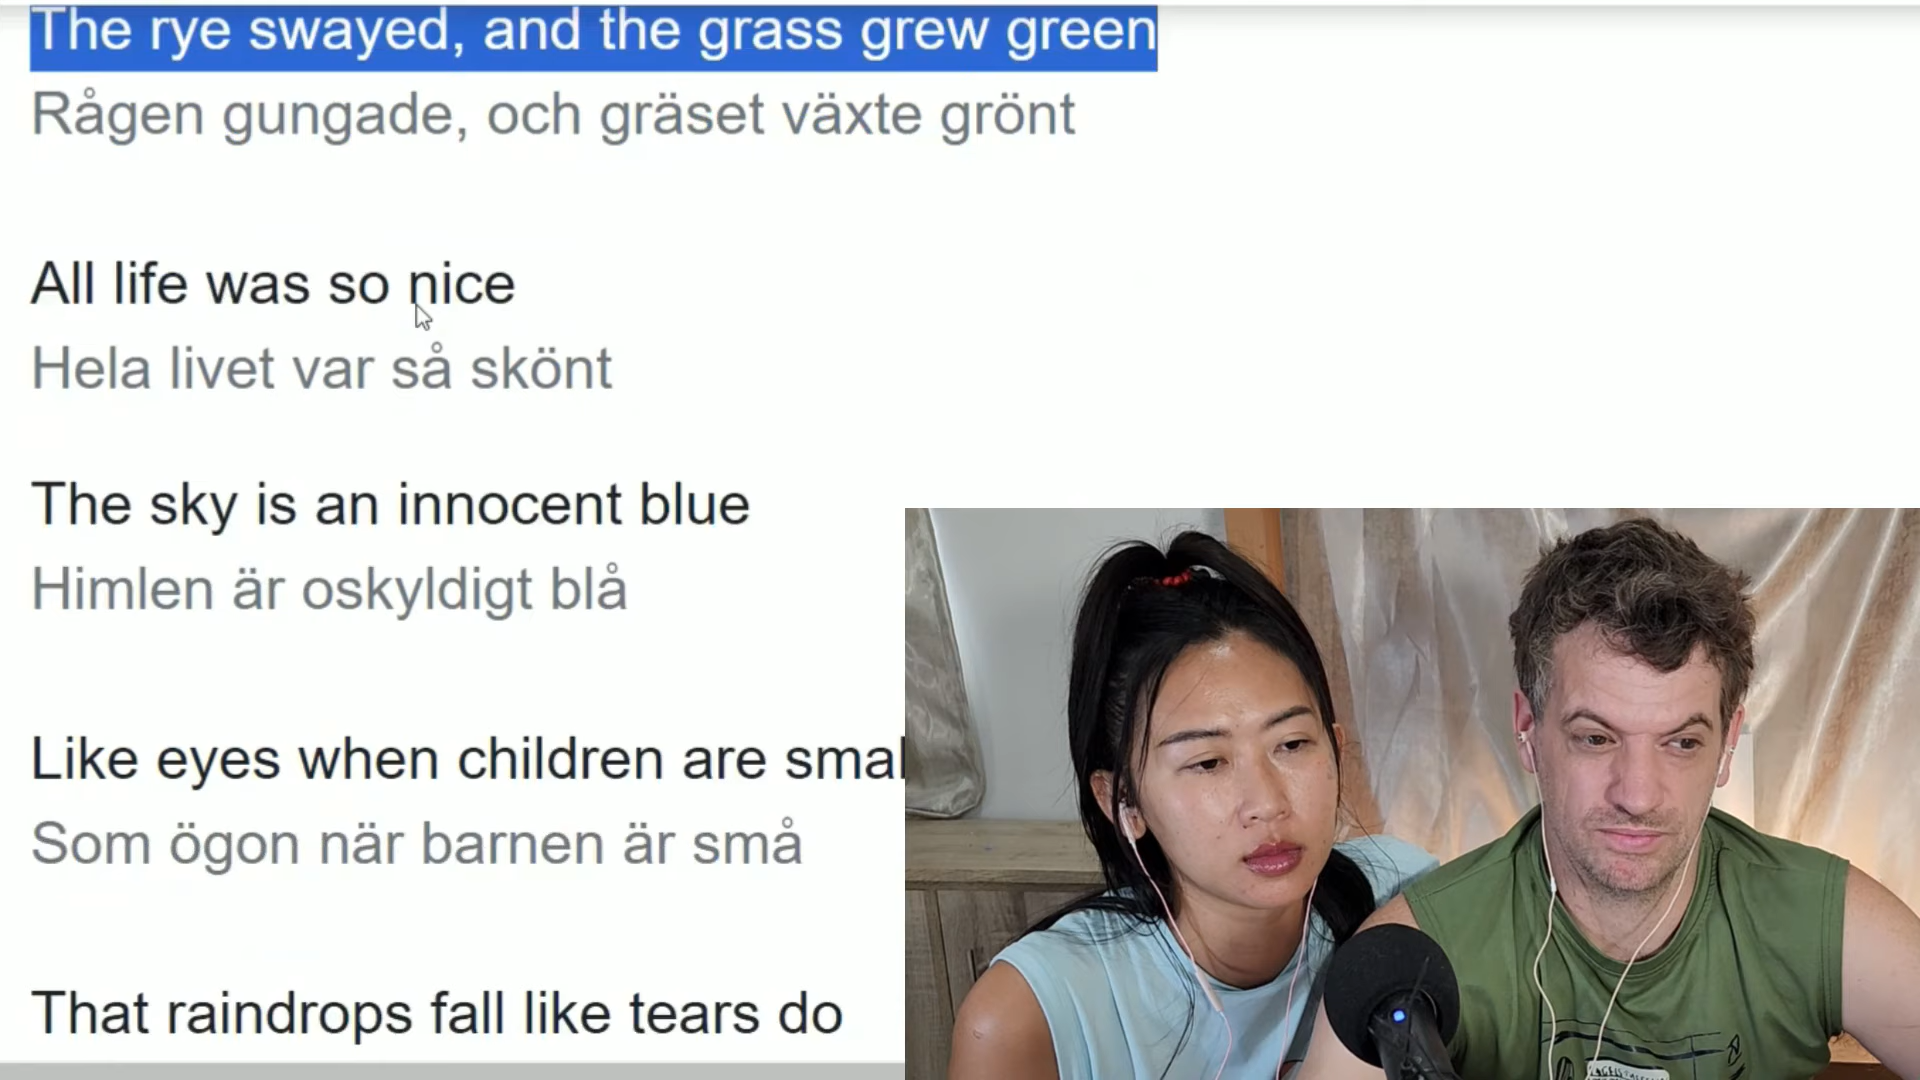 The rye swayed, and the grass grew green
Rågen gungade, och gräset växte grönt
All life was so nice
Hela livet var så skönt
The sky is an innocent blue
Himlen är oskyldigt blå
Like eyes when children are smal
Som ögon när barnen är små
That raindrops fall like tears do